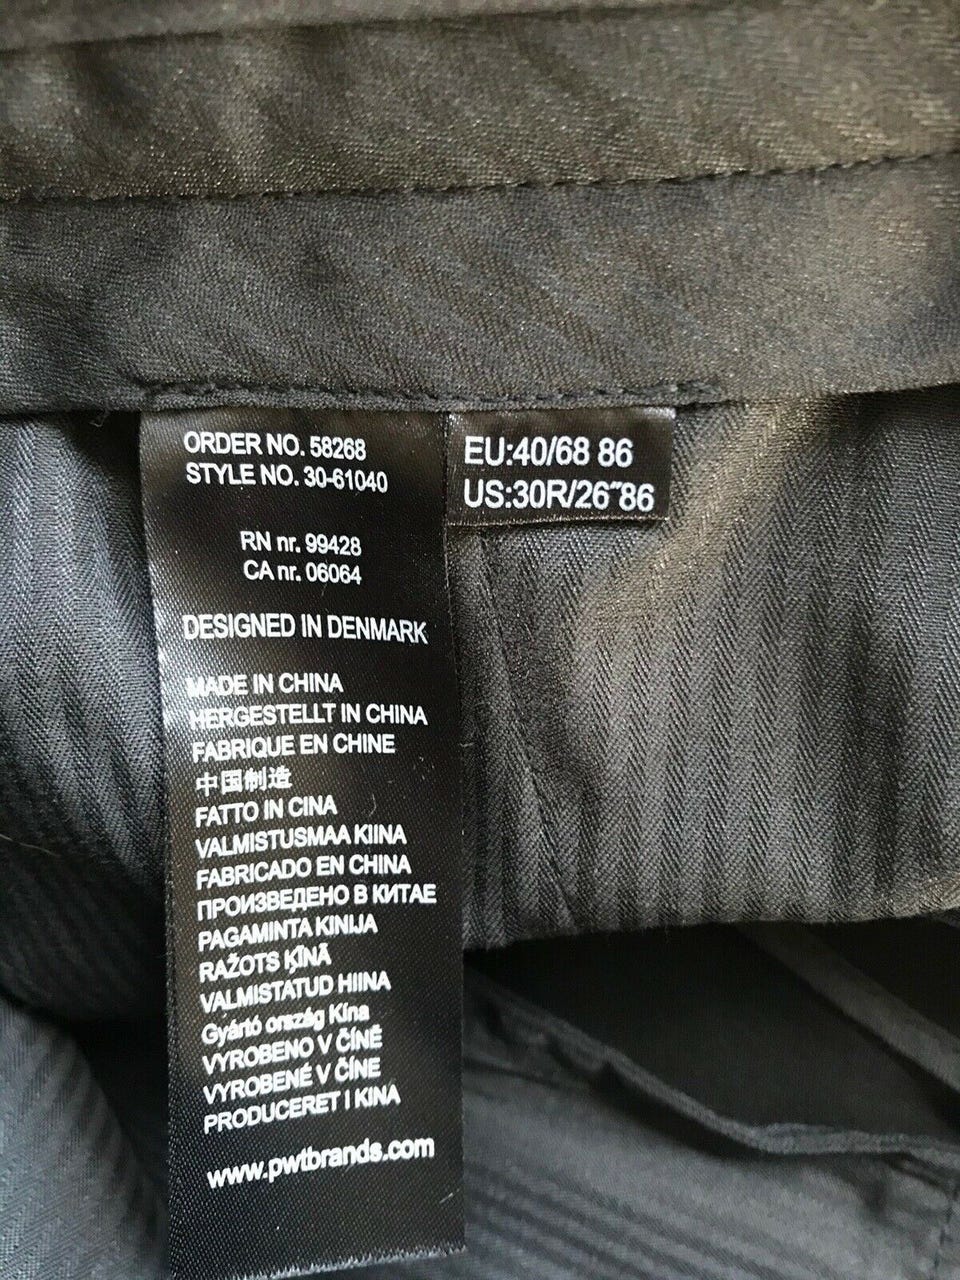 ORDER NO. 58268
STYLE NO. 30-61040
RN nr. 99428
CA nr. 06064
DESIGNED IN DENMARK
MADE IN CHINA
HERGESTELLT IN CHINA
FABRIQUE EN CHINE
中国制造
FATTO IN CINA
VALMISTUSMAA KIINA
FABRICADO EN CHINA
ПРОИЗВЕДЕНО В КИТАЕ
PAGAMINTA KINIJA
RAŽOTS ĶĪNĀ
VALMISTATUD HIINA
Gyártó ország Kína
VYROBENO V ČÍNĚ
VYROBENÉ V ČÍNE
PRODUCERET I KINA
www.pwtbrands.com
EU:40/68 86
US:30R/26˝86